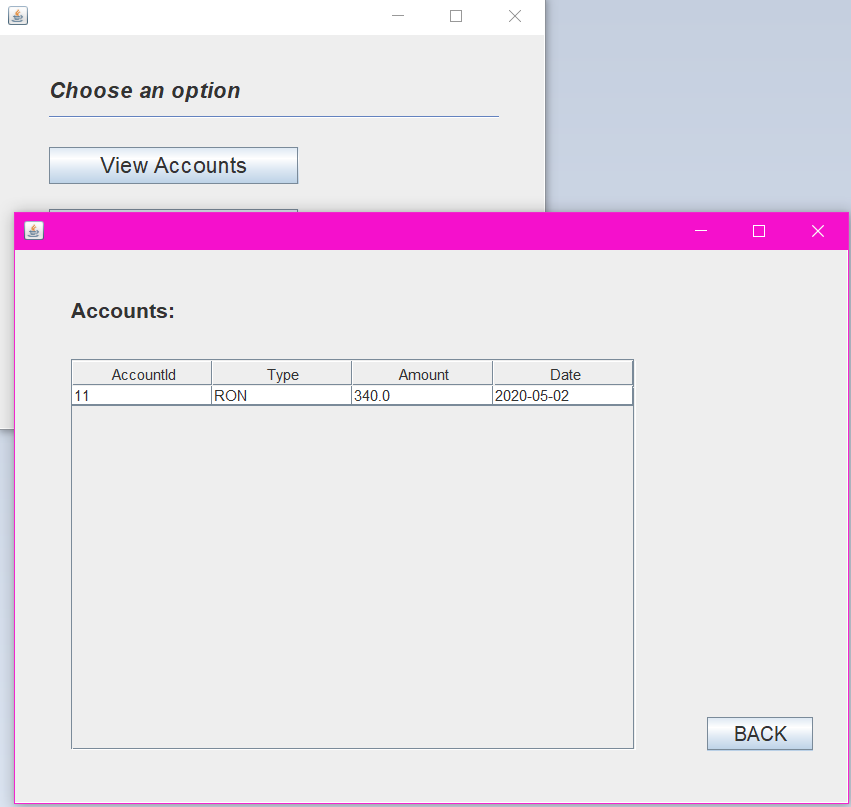 Choose an option
View Accounts
Accounts:
AccountId Type Amount Date
11 RON 340.0 2020-05-02
BACK